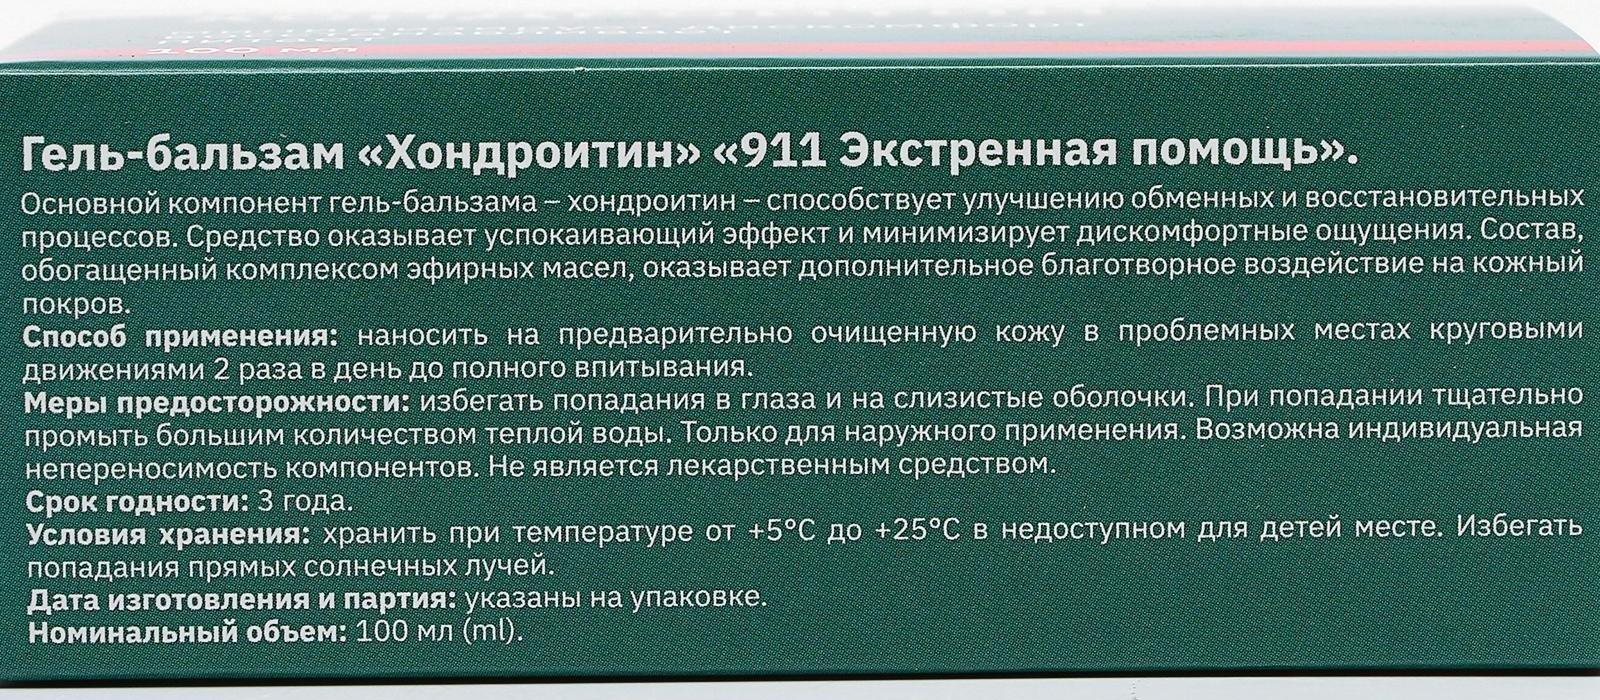 100 мл
Гель-бальзам «Хондроитин» «911 Экстренная помощь».
Основной компонент гель-бальзама – хондроитин – способствует улучшению обменных и восстановительных
процессов. Средство оказывает успокаивающий эффект и минимизирует дискомфортные ощущения. Состав,
обогащенный комплексом эфирных масел, оказывает дополнительное благотворное воздействие на кожный
покров.
Способ применения: наносить на предварительно очищенную кожу в проблемных местах круговыми
движениями 2 раза в день до полного впитывания.
Меры предосторожности: избегать попадания в глаза и на слизистые оболочки. При попадании тщательно
промыть большим количеством теплой воды. Только для наружного применения. Возможна индивидуальная
непереносимость компонентов. Не является лекарственным средством.
Срок годности: 3 года.
Условия хранения: хранить при температуре от +5°C до +25°C в недоступном для детей месте. Избегать
попадания прямых солнечных лучей.
Дата изготовления и партия: указаны на упаковке.
Номинальный объем: 100 мл (ml).